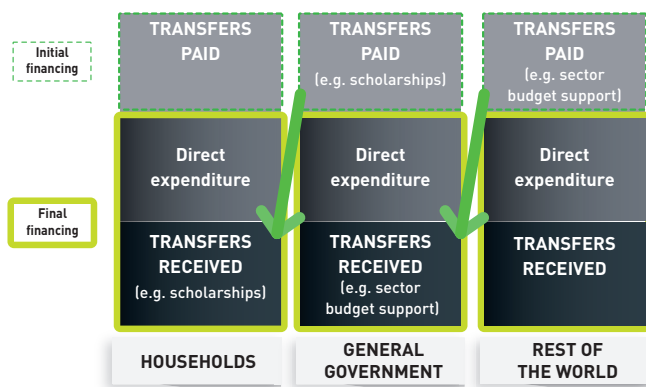 Initial
financing
TRANSFERS
PAID
TRANSFERS
PAID
(e.g. scholarships)
TRANSFERS
PAID
(e.g. sector
budget support)
Final
financing
Direct
expenditure
Direct
expenditure
Direct
expenditure
TRANSFERS
RECEIVED
(e.g. scholarships)
TRANSFERS
RECEIVED
(e.g. sector
budget support)
TRANSFERS
RECEIVED
HOUSEHOLDS
GENERAL
GOVERNMENT
REST OF
THE WORLD